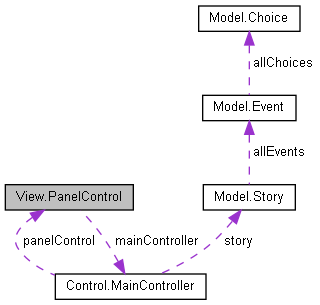 Model.Choice
allChoices
Model.Event
allEvents
View.PanelControl
Model.Story
panelControl
mainController
story
Control.MainController